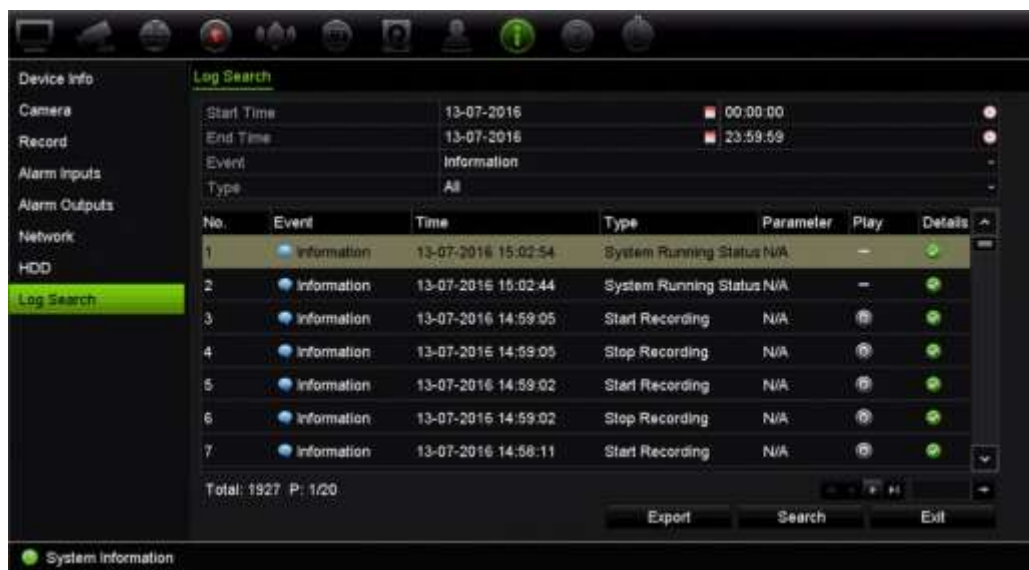 Device Info
Camera
Record
Alarm Inputs
Alarm Outputs
Network
HDD
Log Search
Log Search
Start Time 13-07-2016 00:00:00
End Time 13-07-2016 23:59:59
Event Information
Type All
No. Event Time Type Parameter Play Details
1 Information 13-07-2016 15:02:54 System Running Status N/A —
2 Information 13-07-2016 15:02:44 System Running Status N/A —
3 Information 13-07-2016 14:59:05 Start Recording N/A
4 Information 13-07-2016 14:59:05 Stop Recording N/A
5 Information 13-07-2016 14:59:02 Start Recording N/A
6 Information 13-07-2016 14:59:02 Stop Recording N/A
7 Information 13-07-2016 14:58:11 Start Recording N/A
Total: 1927 P: 1/20
Export Search Exit
System Information